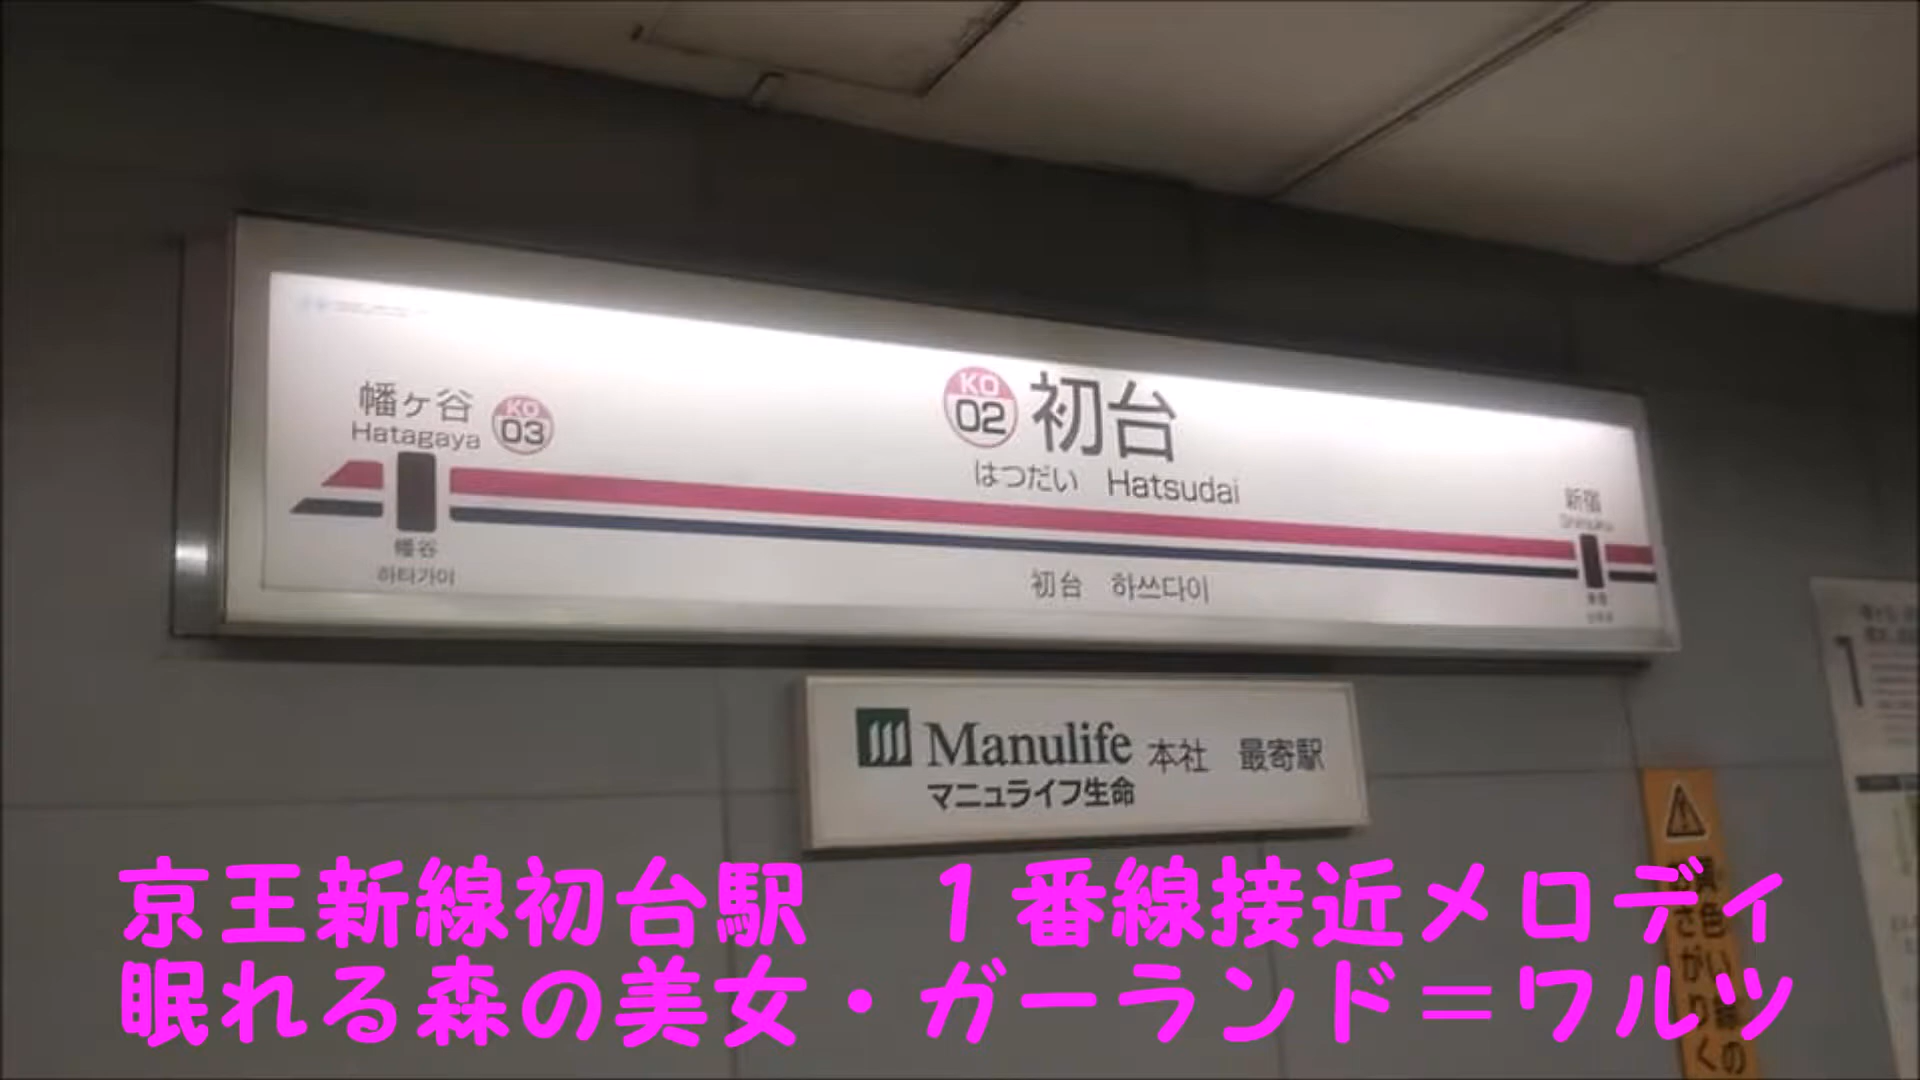 幡ヶ谷
Hatagaya
KO
03
KO
02
初台
はつだい Hatsudai
新宿
Shinjuku
幡谷
하타가야
初台 하쓰다이
Manulife 本社 最寄駅
マニュライフ生命
1
京王新線初台駅 1番線接近メロディ
眠れる森の美女・ガーランド=ワルツ